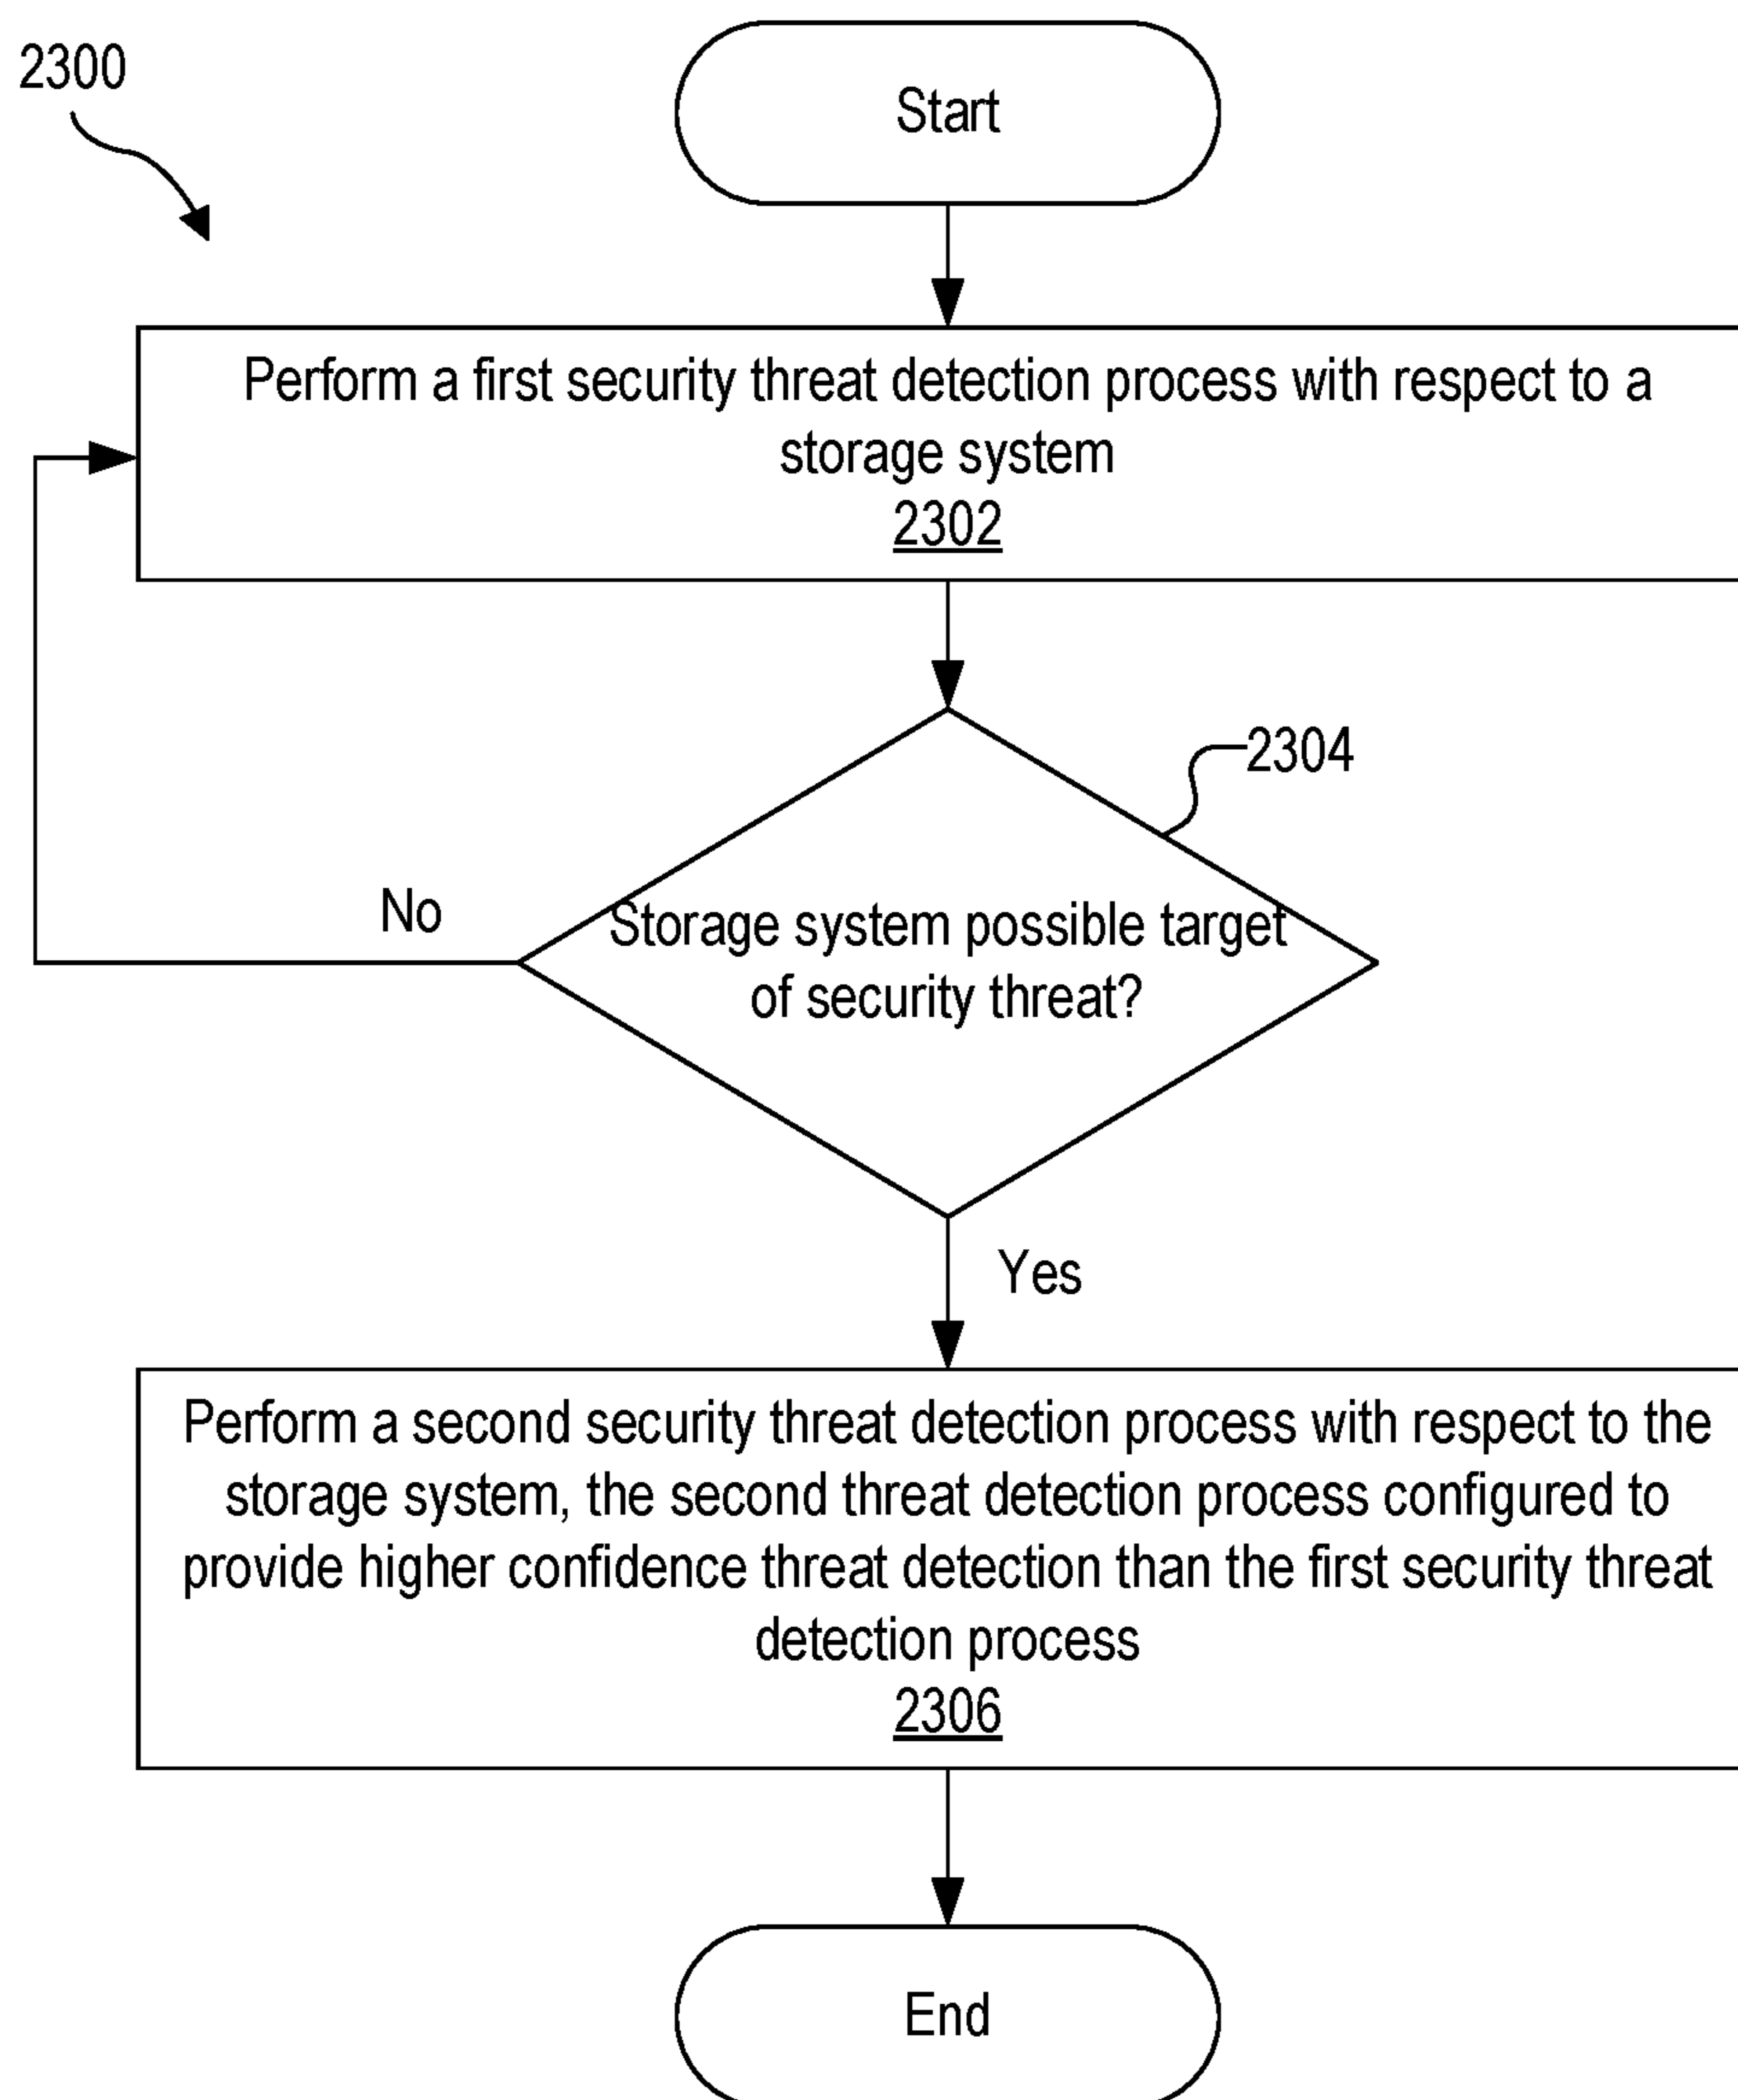 2300
Start
Perform a first security threat detection process with respect to a
storage system
2302
2304
Storage system possible target
of security threat?
No
Yes
Perform a second security threat detection process with respect to the
storage system, the second threat detection process configured to
provide higher confidence threat detection than the first security threat
detection process
2306
End